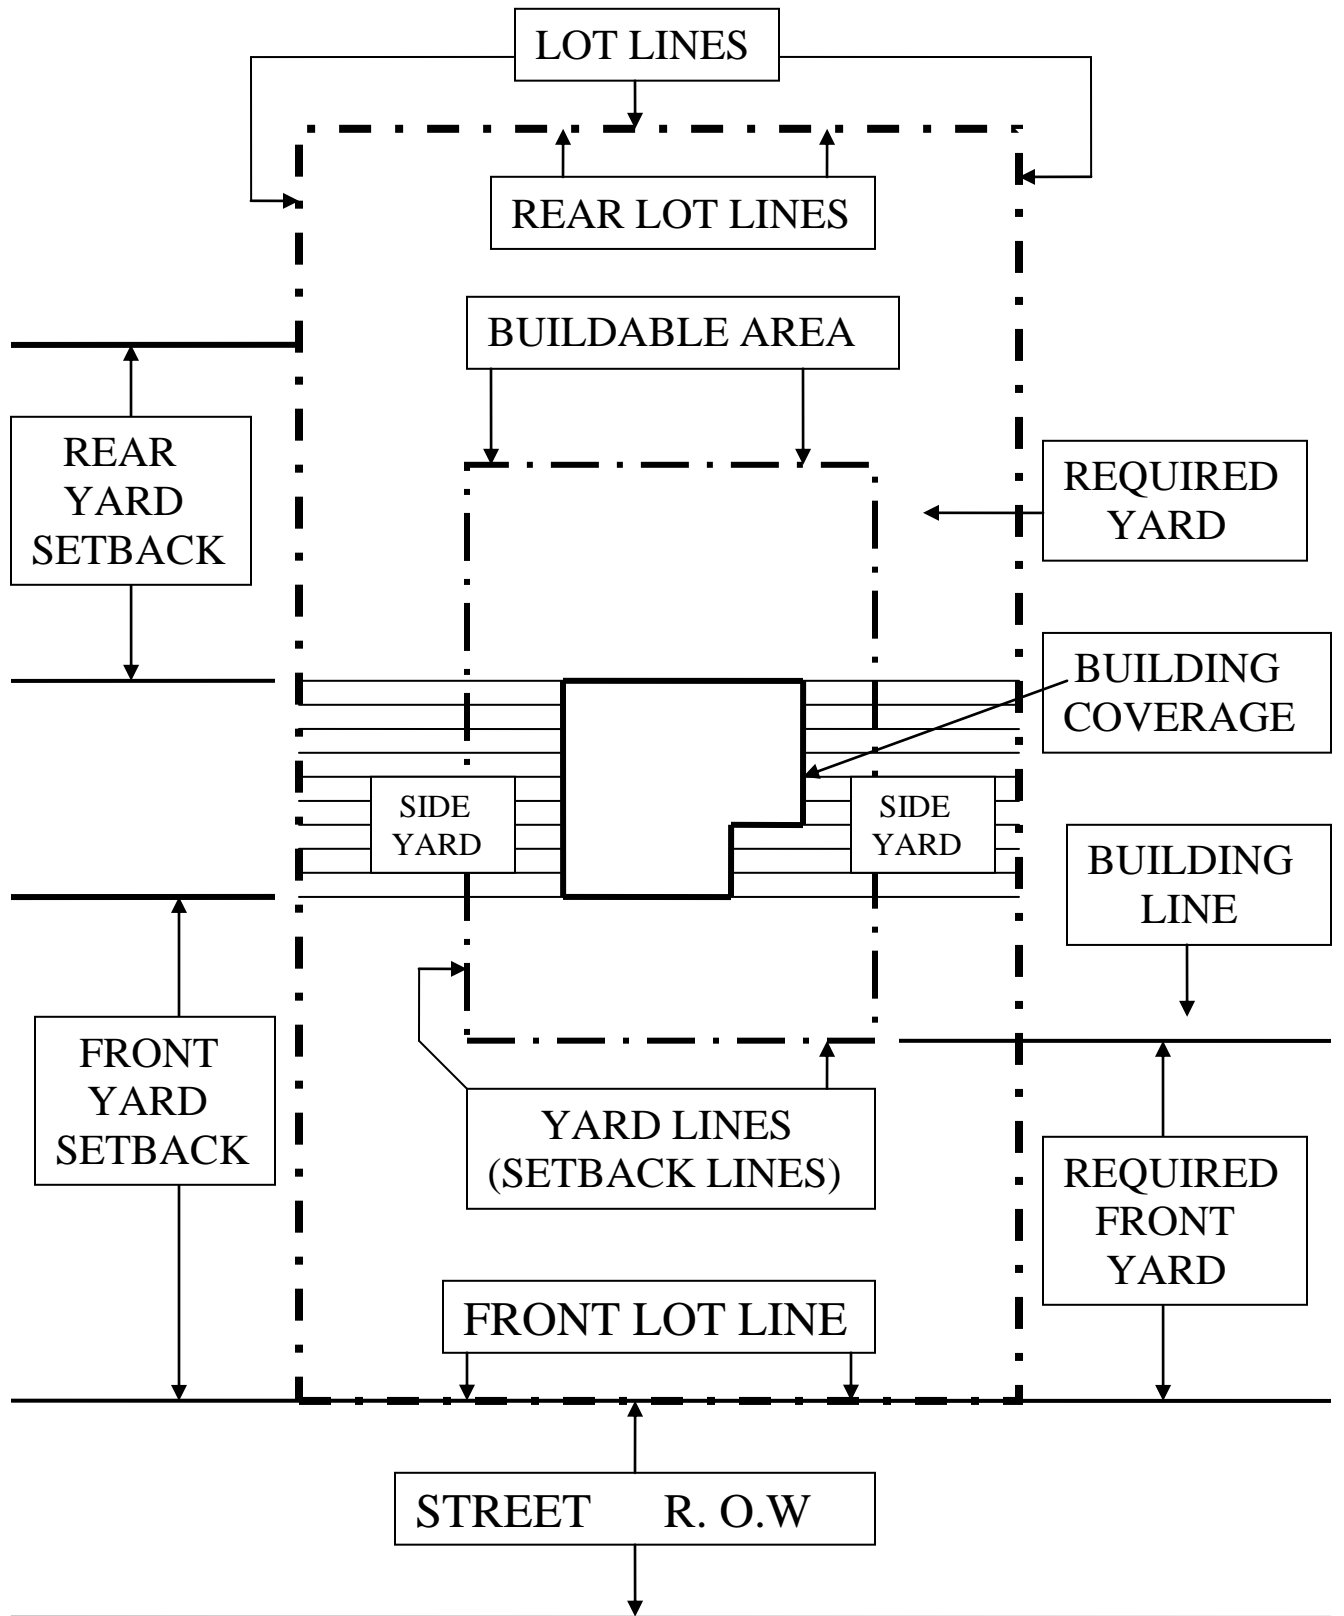 LOT LINES
REAR LOT LINES
BUILDABLE AREA
REAR
YARD
SETBACK
REQUIRED
YARD
BUILDING
COVERAGE
SIDE
YARD
SIDE
YARD
BUILDING
LINE
FRONT
YARD
SETBACK
YARD LINES
(SETBACK LINES)
REQUIRED
FRONT
YARD
FRONT LOT LINE
STREET R. O.W